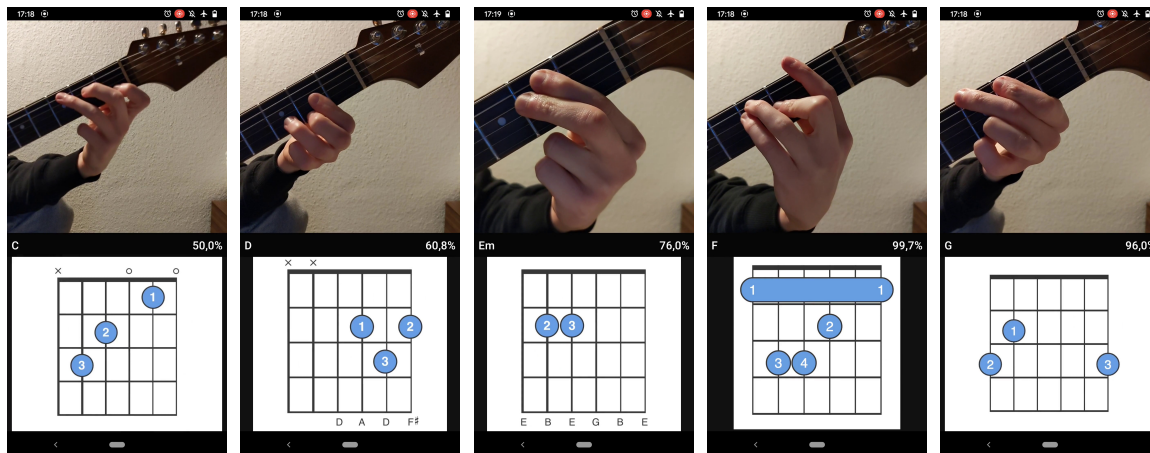 17:18
C 50,0%
× ○ ○
1
2
3
17:18
D 60,8%
× ×
1 2
3
D A D F♯
17:19
Em 76,0%
2 3
E B E G B E
17:18
F 99,7%
1 1
2
3 4
17:18
G 96,0%
1
2 3